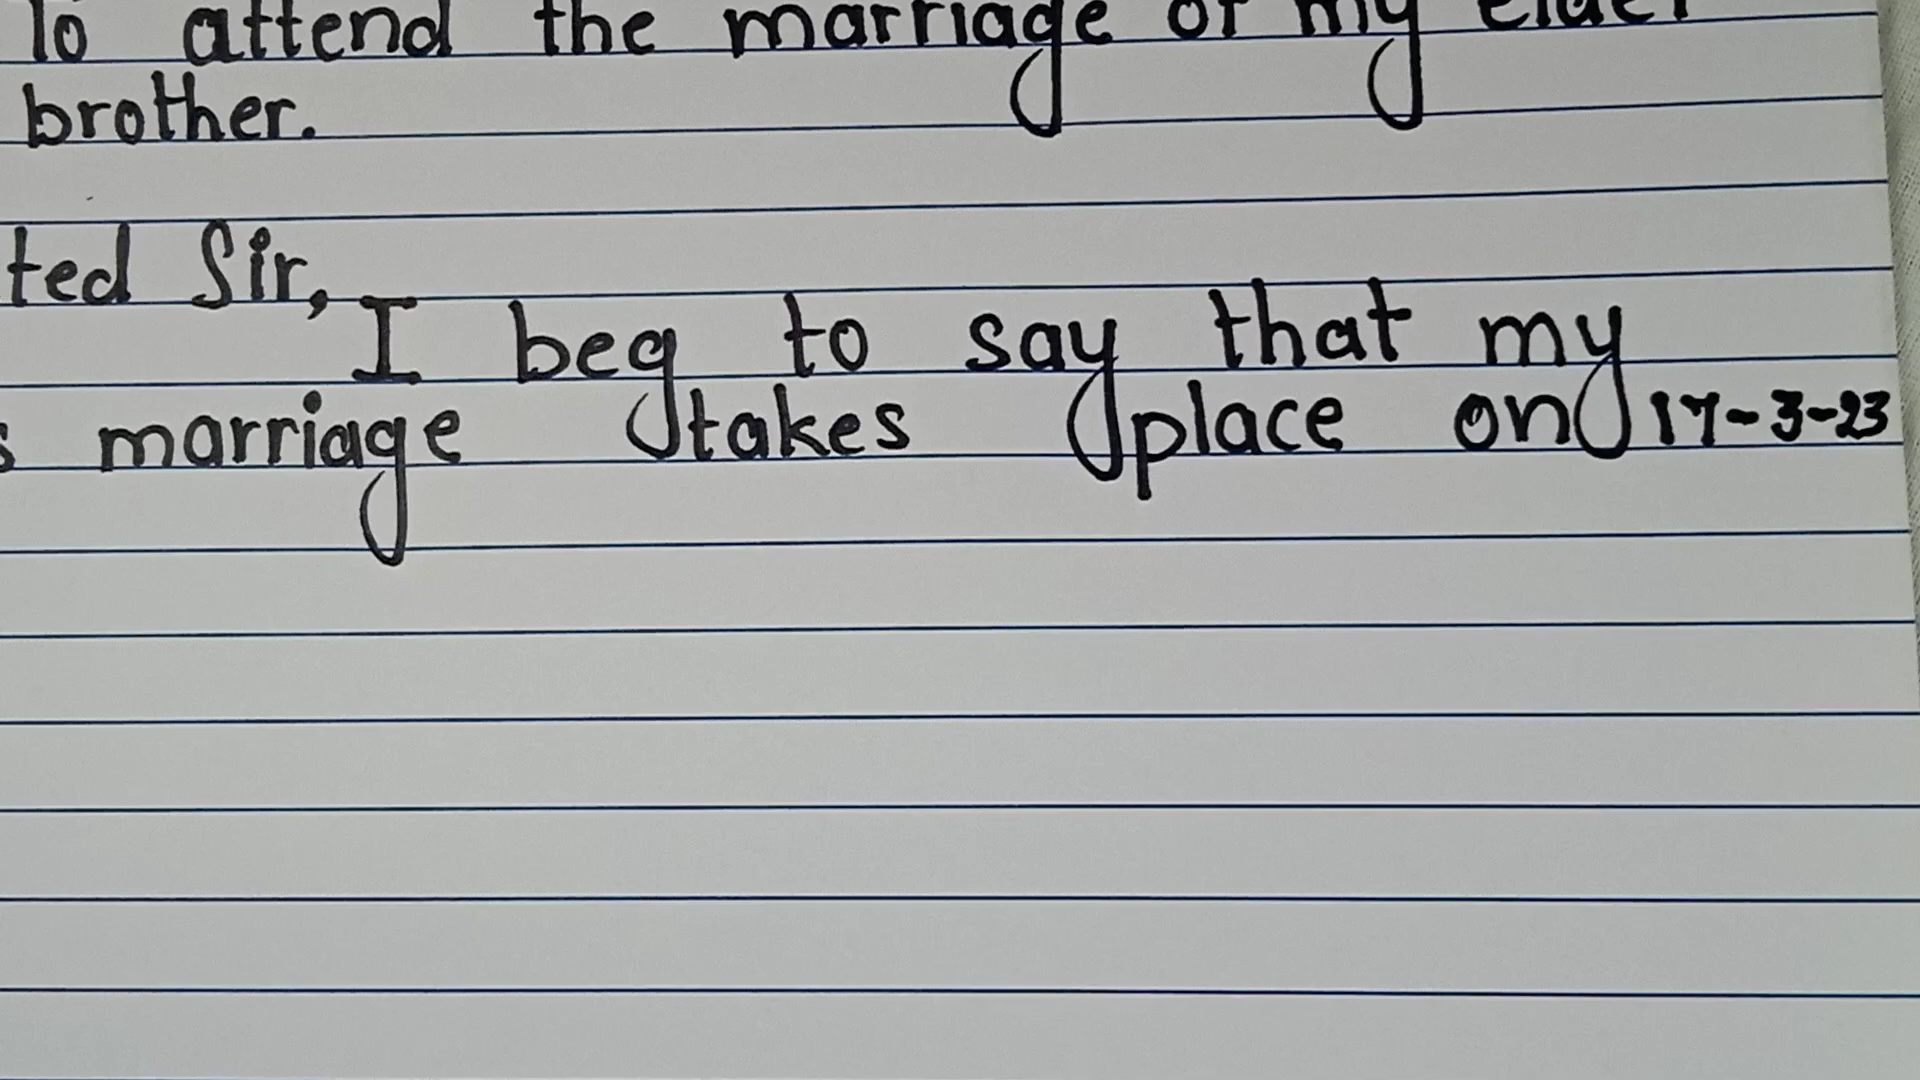 To attend the marriage of my elder
brother.
ted Sir,
I beg to say that my
s marriage takes place on 17-3-23